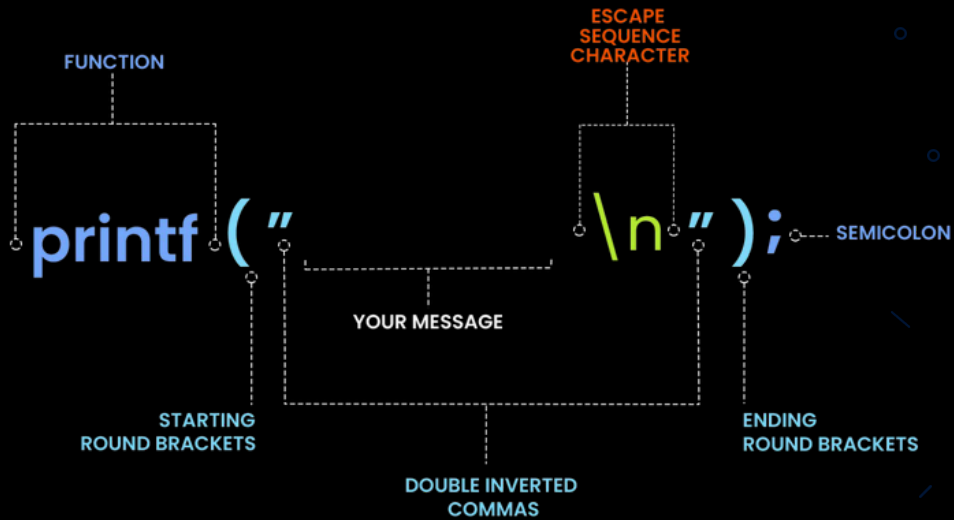 ESCAPE
SEQUENCE
CHARACTER
FUNCTION
printf (" \n" );
SEMICOLON
YOUR MESSAGE
STARTING
ROUND BRACKETS
ENDING
ROUND BRACKETS
DOUBLE INVERTED
COMMAS